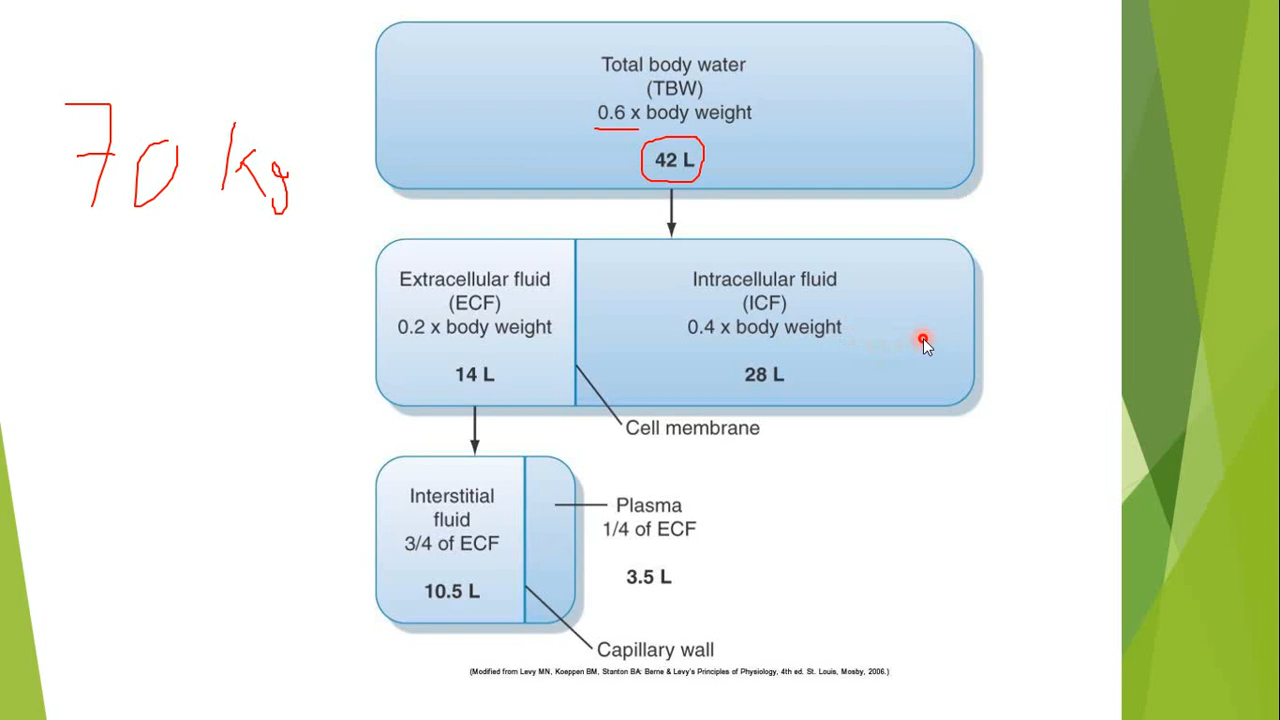 70 kg
Total body water
(TBW)
0.6 x body weight
42 L
Extracellular fluid
(ECF)
0.2 x body weight
14 L
Intracellular fluid
(ICF)
0.4 x body weight
28 L
Cell membrane
Interstitial
fluid
3/4 of ECF
10.5 L
Plasma
1/4 of ECF
3.5 L
Capillary wall
(Modified from Levy MN, Koeppen BM, Stanton BA: Berne & Levy's Principles of Physiology, 4th ed. St. Louis, Mosby, 2006.)